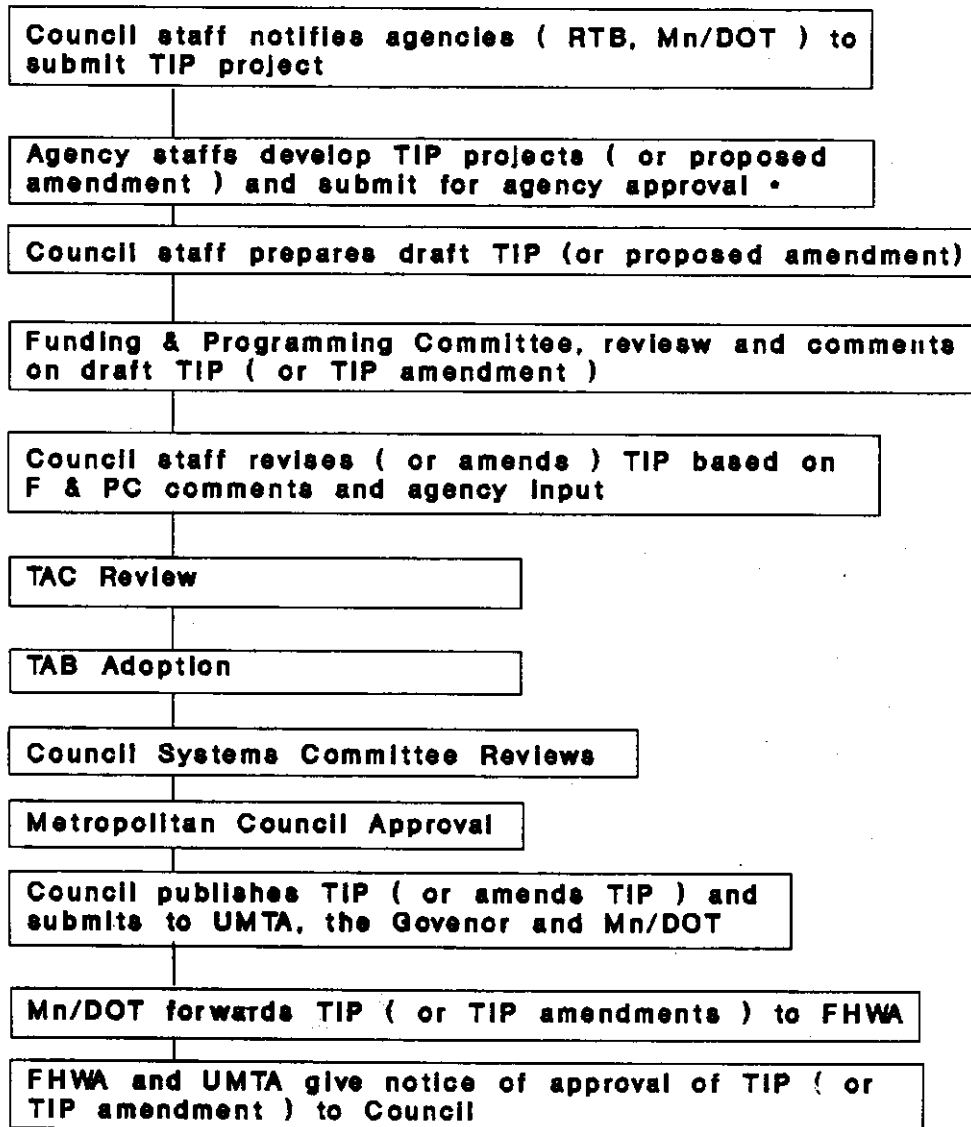 Council staff notifies agencies ( RTB, Mn/DOT ) to
submit TIP project
Agency staffs develop TIP projects ( or proposed
amendment ) and submit for agency approval *
Council staff prepares draft TIP (or proposed amendment)
Funding & Programming Committee, reviesw and comments
on draft TIP ( or TIP amendment )
Council staff revises ( or amends ) TIP based on
F & PC comments and agency input
TAC Review
TAB Adoption
Council Systems Committee Reviews
Metropolitan Council Approval
Council publishes TIP ( or amends TIP ) and
submits to UMTA, the Govenor and Mn/DOT
Mn/DOT forwards TIP ( or TIP amendments ) to FHWA
FHWA and UMTA give notice of approval of TIP ( or
TIP amendment ) to Council